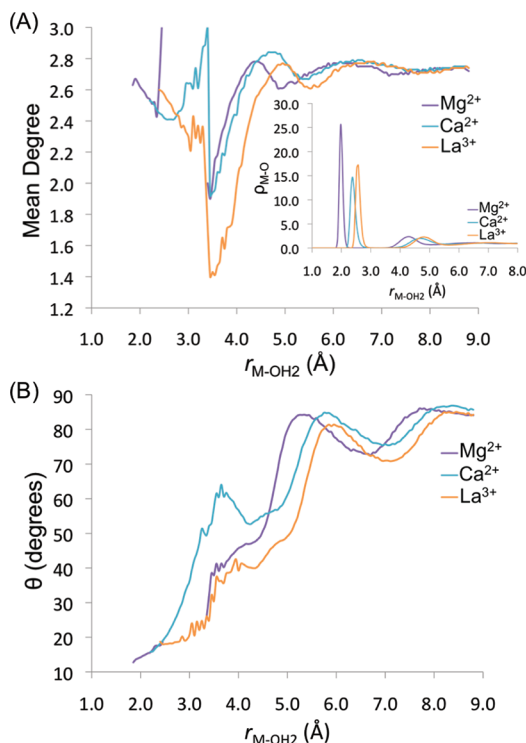 (A)
3.0
2.8
2.6
2.4
2.2
2.0
1.8
1.6
1.4
1.2
Mean Degree
1.0 2.0 3.0 4.0 5.0 6.0 7.0 8.0 9.0
r M-OH2 (Å)
Mg2+
Ca2+
La3+
30.0
25.0
20.0
15.0
10.0
5.0
0.0
ρM-O
Mg2+
Ca2+
La3+
1.0 2.0 3.0 4.0 5.0 6.0 7.0 8.0
r M-OH2 (Å)
(B)
90
80
70
60
50
40
30
20
10
θ (degrees)
Mg2+
Ca2+
La3+
1.0 2.0 3.0 4.0 5.0 6.0 7.0 8.0 9.0
r M-OH2 (Å)